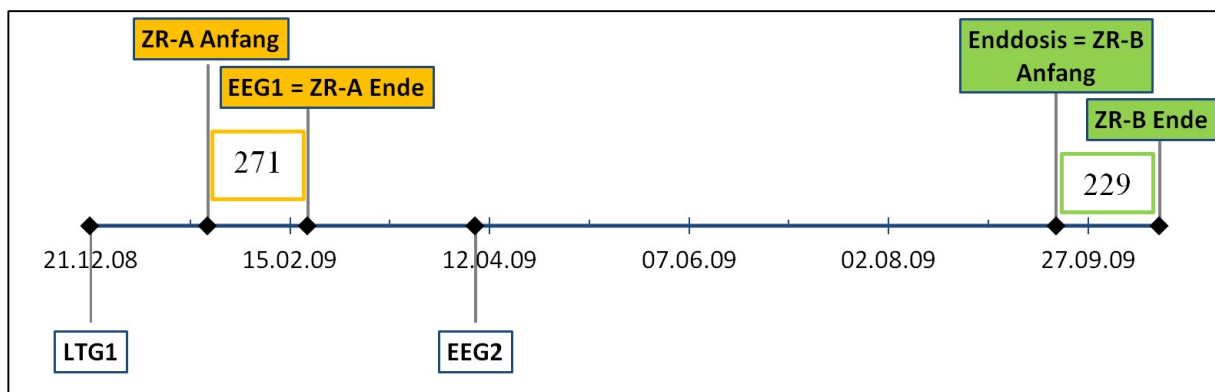 ZR-A Anfang
EEG1 = ZR-A Ende
Enddosis = ZR-B
Anfang
ZR-B Ende
271
229
21.12.08
15.02.09
12.04.09
07.06.09
02.08.09
27.09.09
LTG1
EEG2